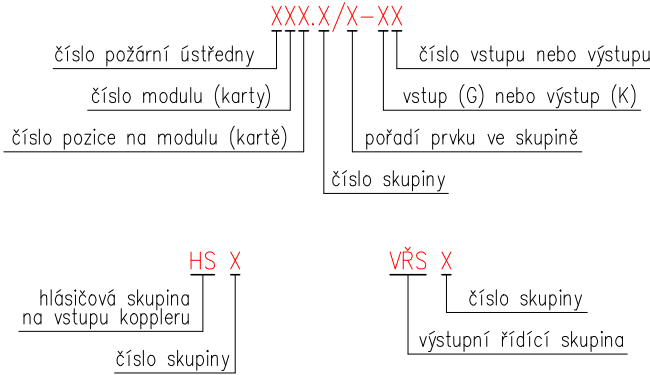 XXX.X/X-XX
číslo požární ústředny
číslo vstupu nebo výstupu
číslo modulu (karty)
vstup (G) nebo výstup (K)
číslo pozice na modulu (kartě)
pořadí prvku ve skupině
číslo skupiny
HS X
hlásičová skupina
na vstupu koppleru
číslo skupiny
VŘS X
číslo skupiny
výstupní řídící skupina